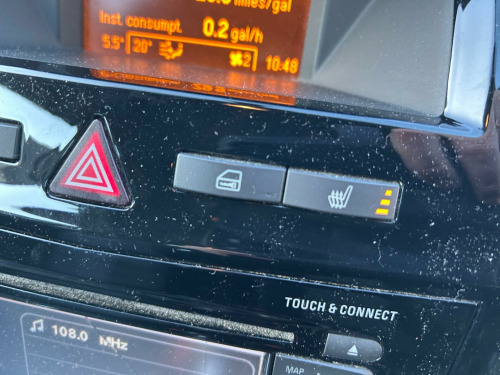 miles/gal
Inst. consumpt. 0.2 gal/h
5.5° 20° 2 10:48
TOUCH & CONNECT
108.0 MHz
MAP